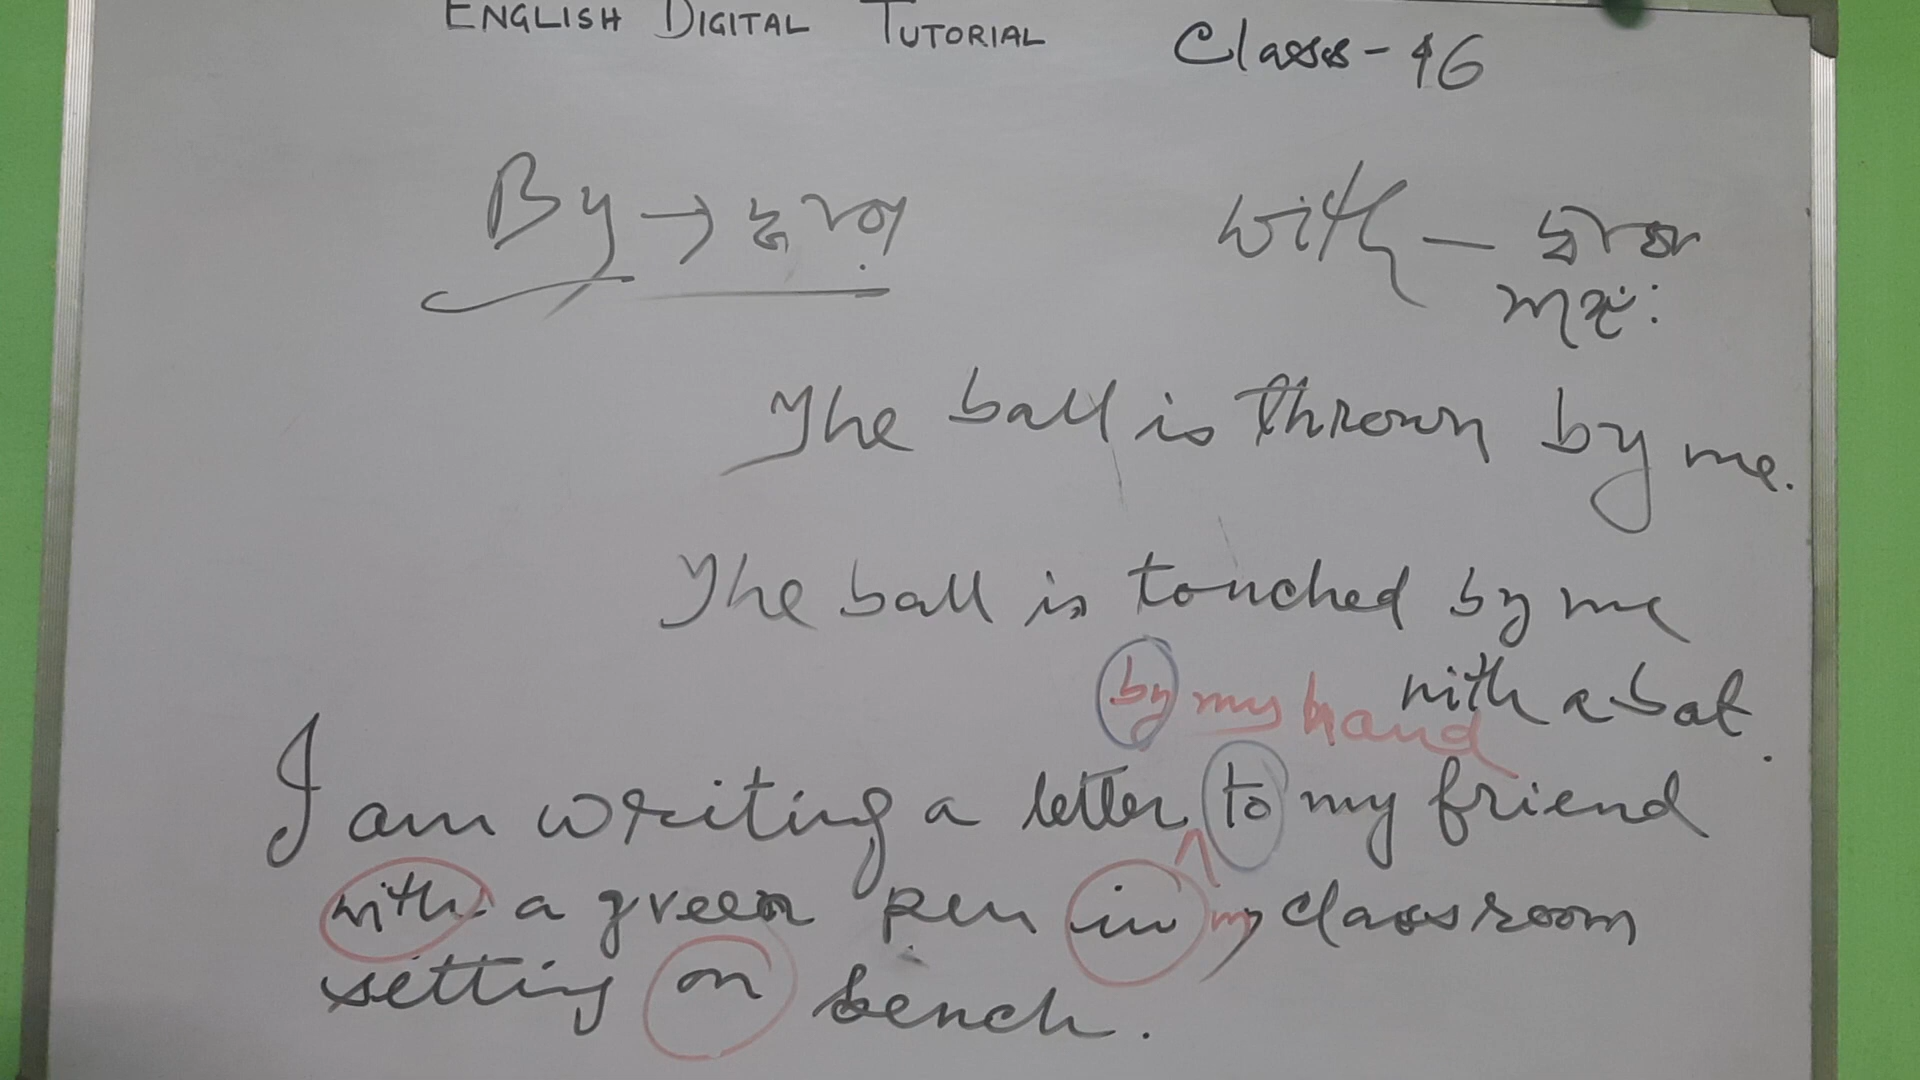 ENGLISH DIGITAL TUTORIAL Class-16
By → দ্বারা with — দ্বারা
The ball is thrown by me.
The ball is touched by me
with a bat.
by my hand
I am writing a letter to my friend
with a green pen in my classroom
setting on bench.